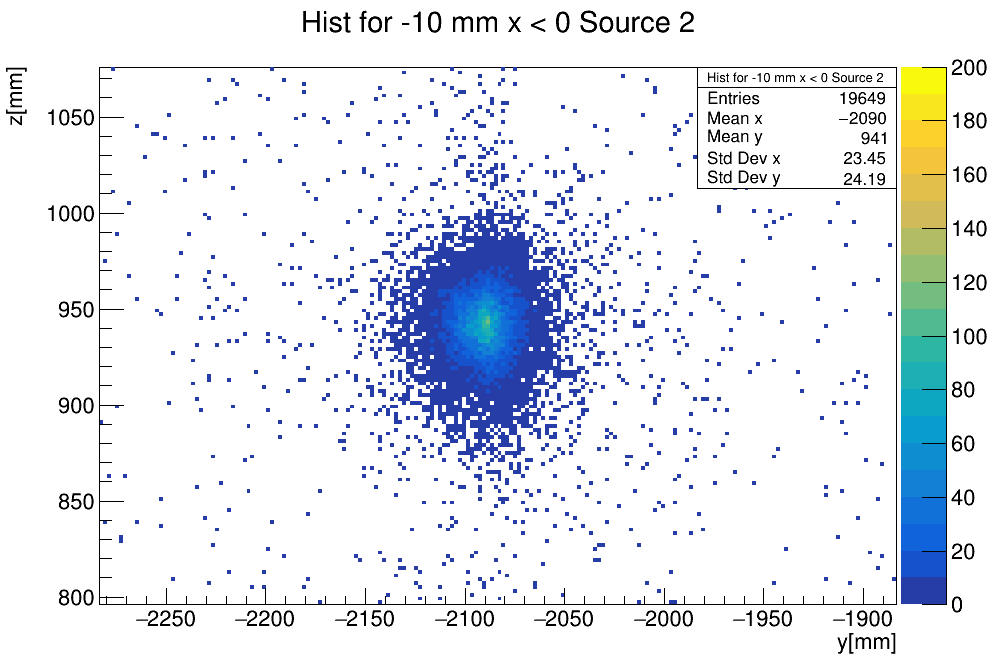 Hist for -10 mm x < 0 Source 2
z[mm]
Hist for -10 mm x < 0 Source 2
Entries 19649
Mean x −2090
Mean y 941
Std Dev x 23.45
Std Dev y 24.19
1050
1000
950
900
850
800
200
180
160
140
120
100
80
60
40
20
0
−2250 −2200 −2150 −2100 −2050 −2000 −1950 −1900
y[mm]